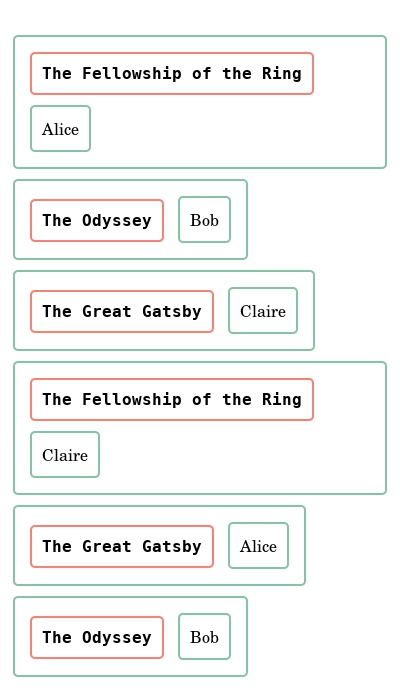 The Fellowship of the Ring
Alice
The Odyssey Bob
The Great Gatsby Claire
The Fellowship of the Ring
Claire
The Great Gatsby Alice
The Odyssey Bob